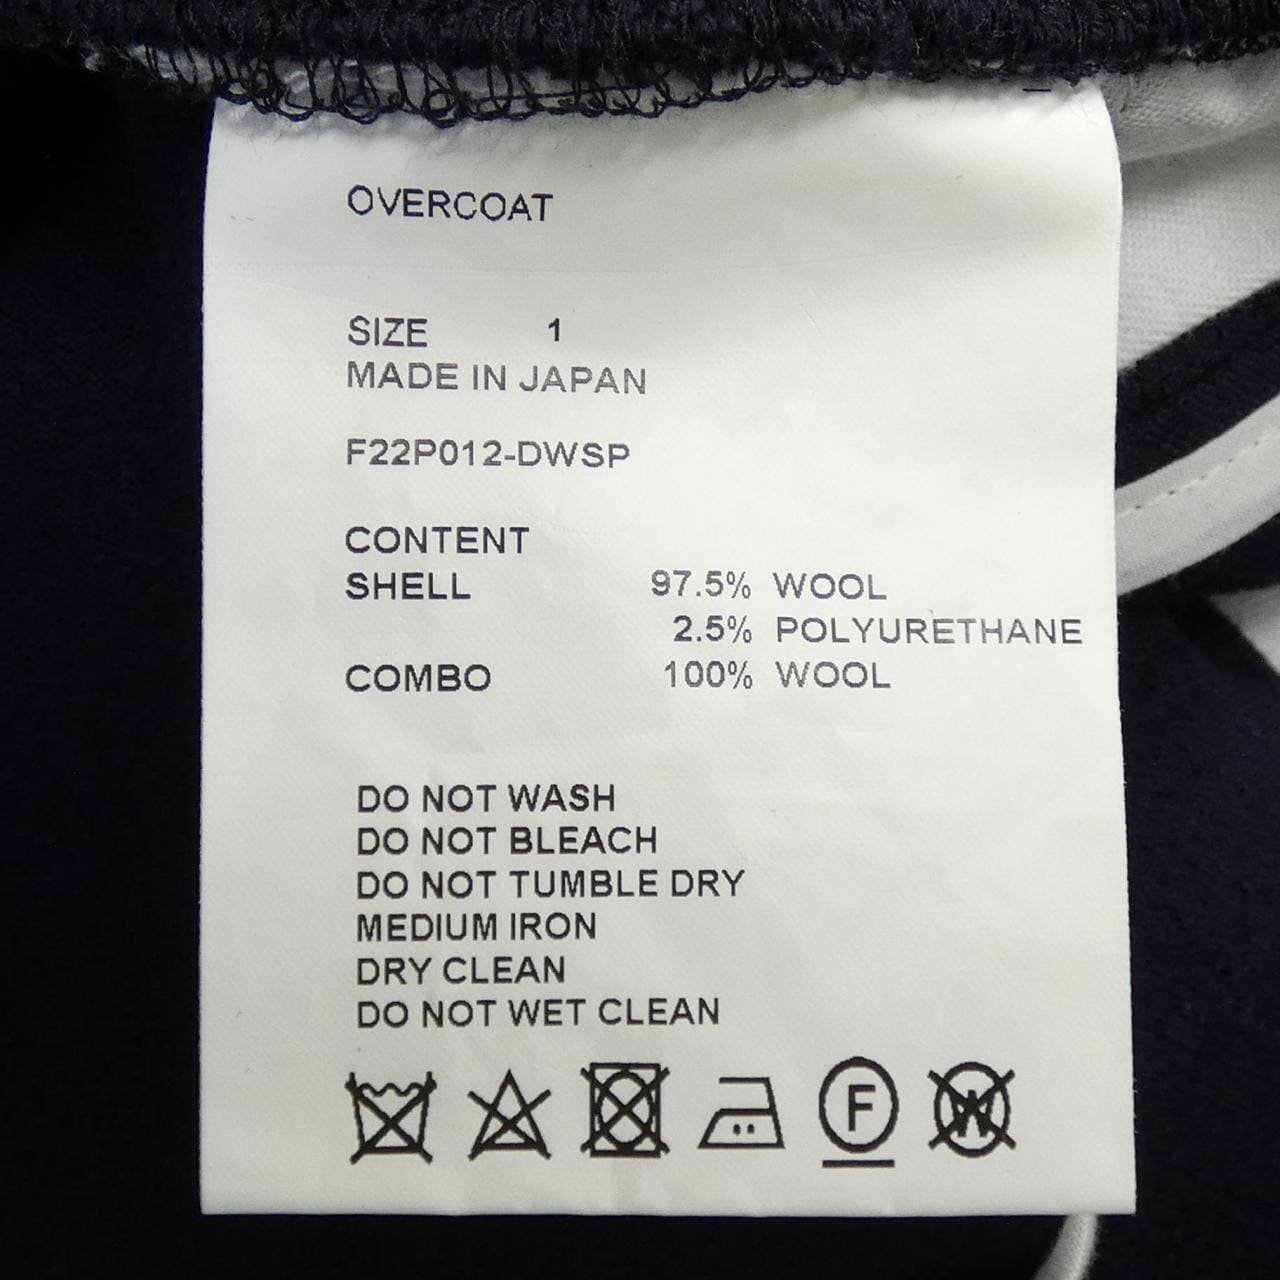 OVERCOAT
SIZE 1
MADE IN JAPAN
F22P012-DWSP
CONTENT
SHELL 97.5% WOOL
2.5% POLYURETHANE
COMBO 100% WOOL
DO NOT WASH
DO NOT BLEACH
DO NOT TUMBLE DRY
MEDIUM IRON
DRY CLEAN
DO NOT WET CLEAN
F W